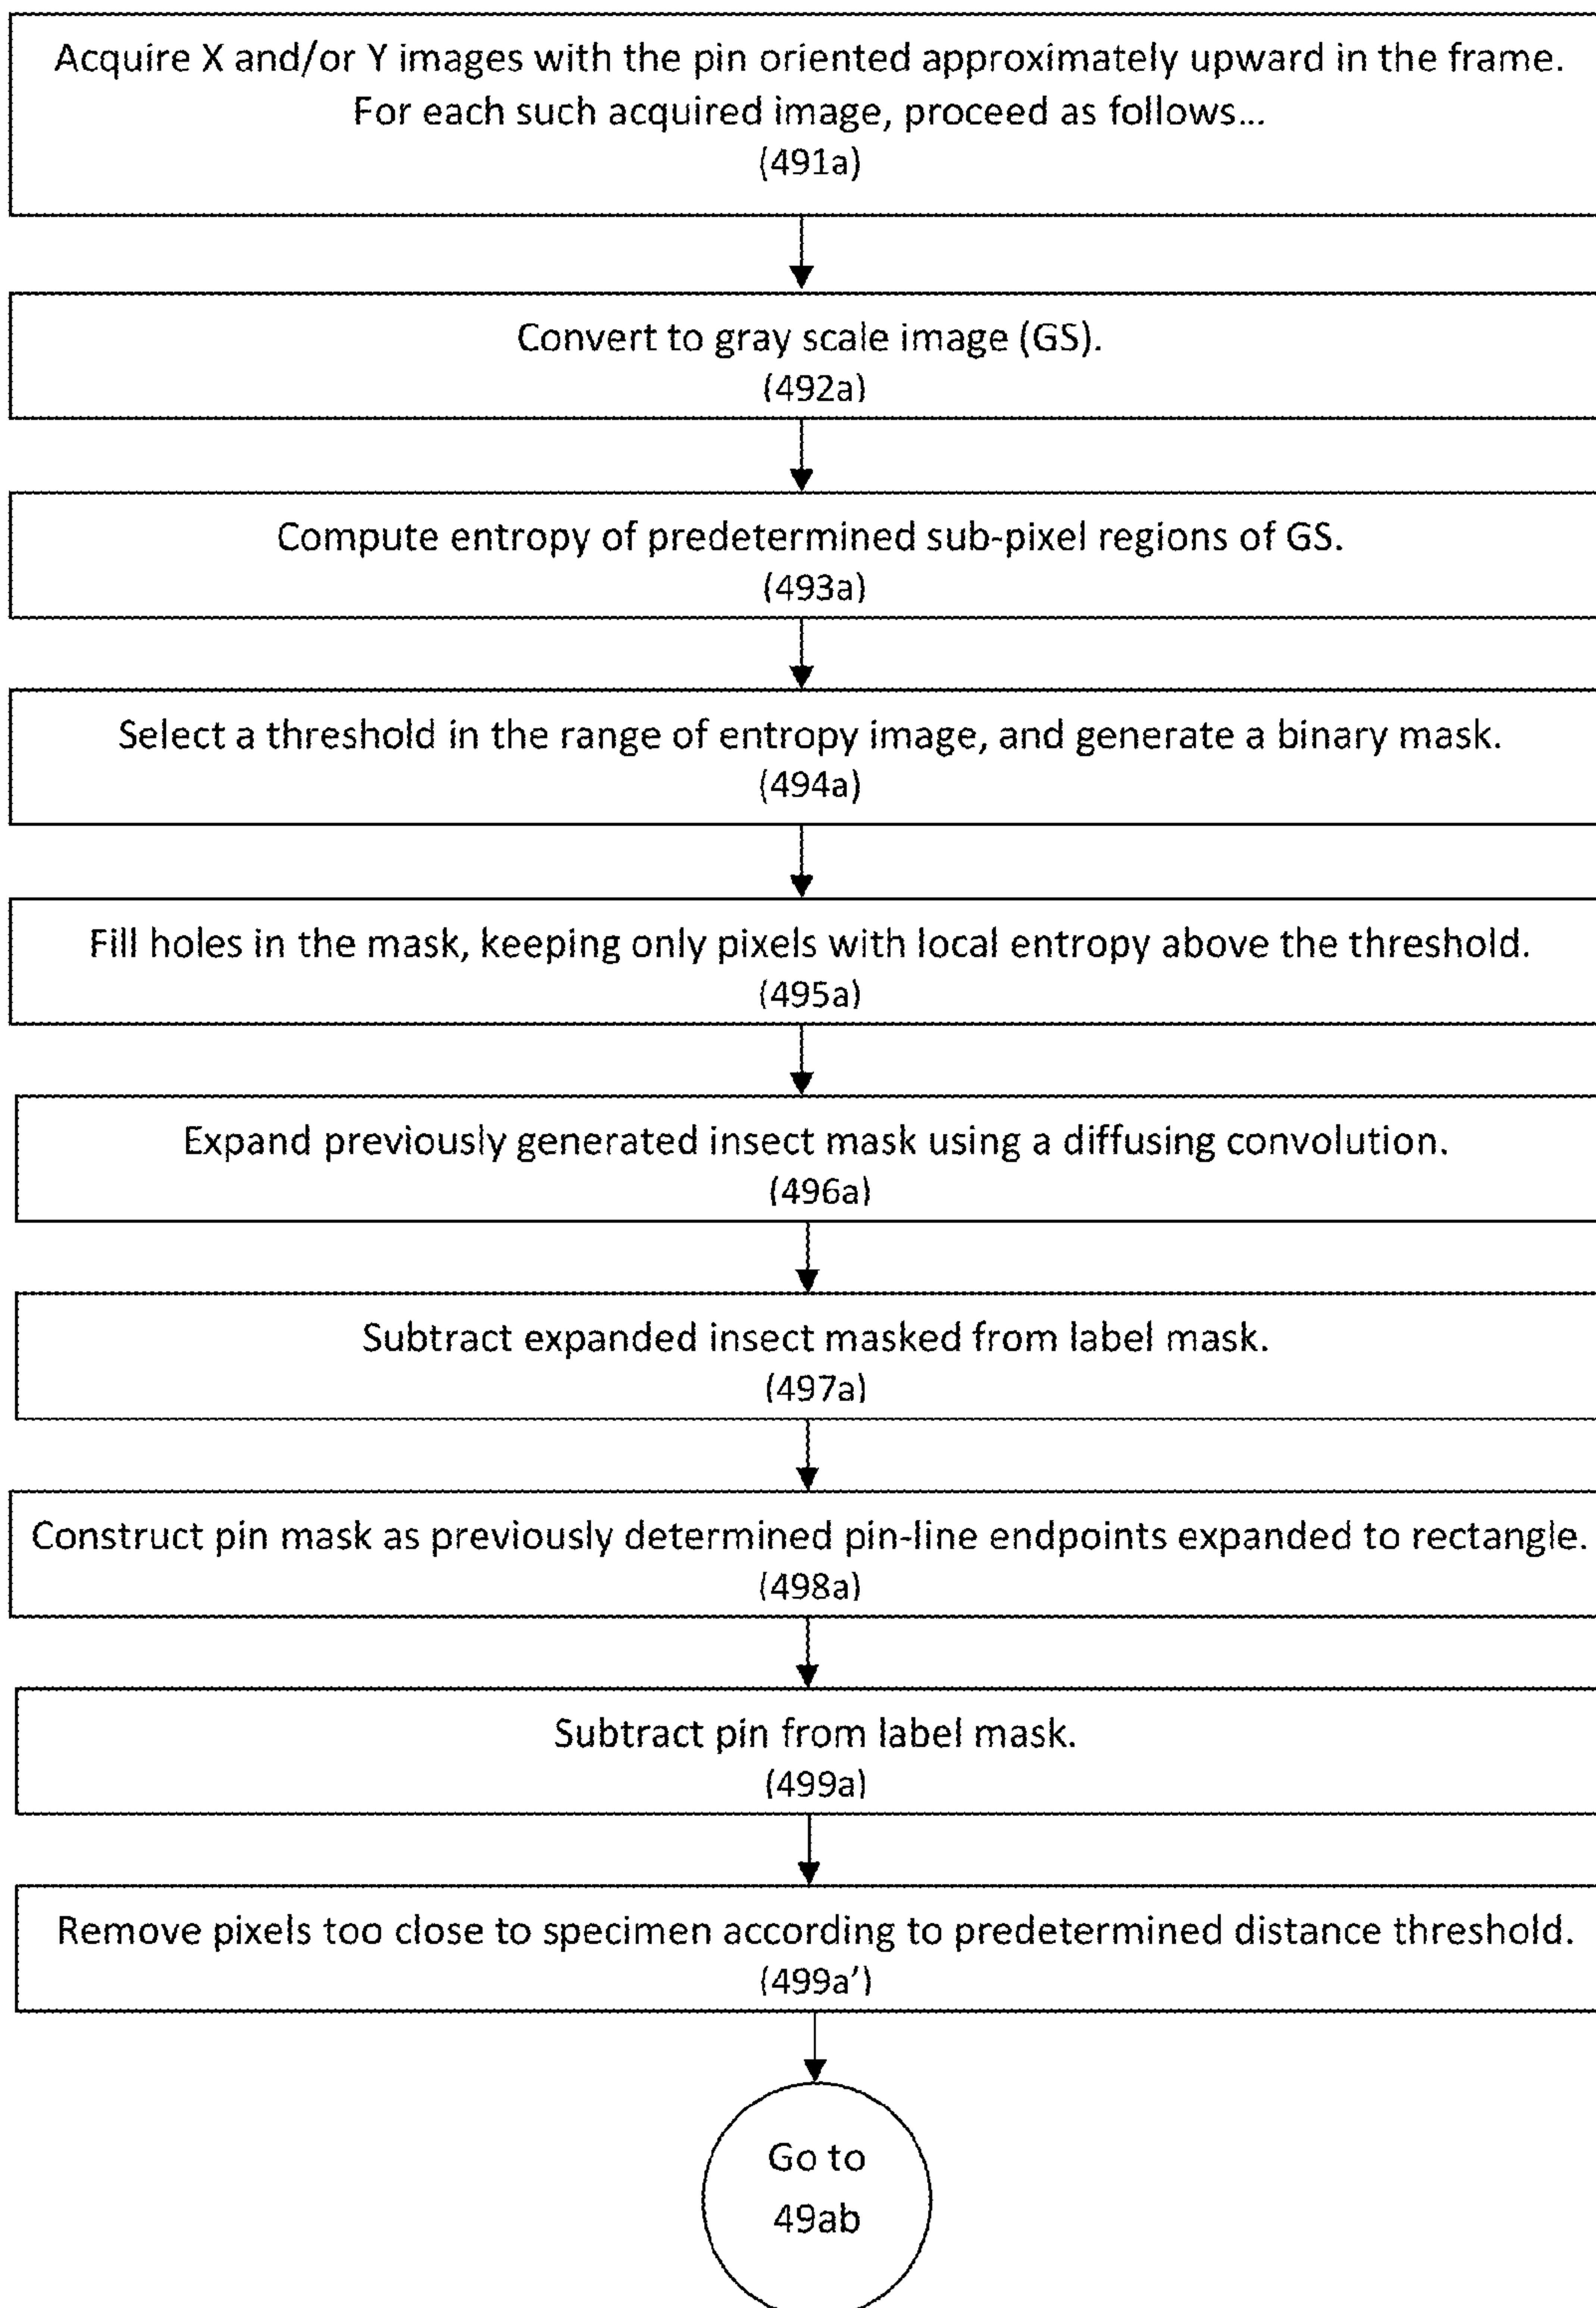 Acquire X and/or Y images with the pin oriented approximately upward in the frame.
For each such acquired image, proceed as follows...
(491a)
Convert to gray scale image (GS).
(492a)
Compute entropy of predetermined sub-pixel regions of GS.
(493a)
Select a threshold in the range of entropy image, and generate a binary mask.
(494a)
Fill holes in the mask, keeping only pixels with local entropy above the threshold.
(495a)
Expand previously generated insect mask using a diffusing convolution.
(496a)
Subtract expanded insect masked from label mask.
(497a)
Construct pin mask as previously determined pin-line endpoints expanded to rectangle.
(498a)
Subtract pin from label mask.
(499a)
Remove pixels too close to specimen according to predetermined distance threshold.
(499a’)
Go to
49ab